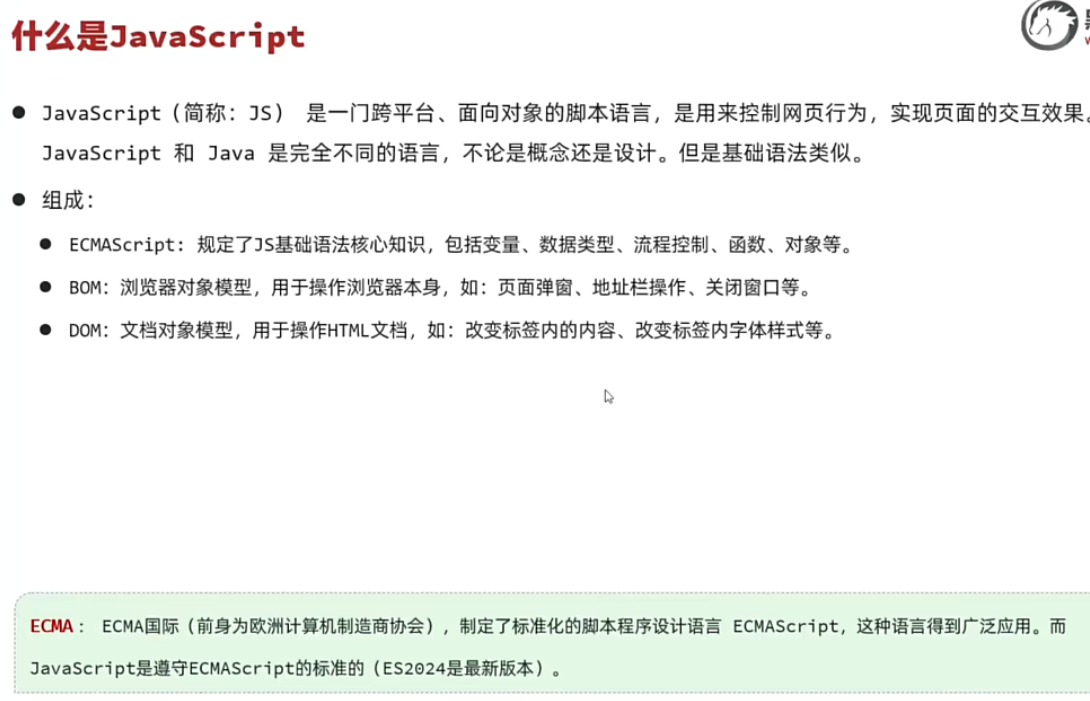 什么是JavaScript
JavaScript（简称：JS） 是一门跨平台、面向对象的脚本语言，是用来控制网页行为，实现页面的交互效果。
JavaScript 和 Java 是完全不同的语言，不论是概念还是设计。但是基础语法类似。
组成：
ECMAScript: 规定了JS基础语法核心知识，包括变量、数据类型、流程控制、函数、对象等。
BOM：浏览器对象模型，用于操作浏览器本身，如：页面弹窗、地址栏操作、关闭窗口等。
DOM：文档对象模型，用于操作HTML文档，如：改变标签内的内容、改变标签内字体样式等。
ECMA： ECMA国际（前身为欧洲计算机制造商协会），制定了标准化的脚本程序设计语言 ECMAScript，这种语言得到广泛应用。而
JavaScript是遵守ECMAScript的标准的（ES2024是最新版本）。